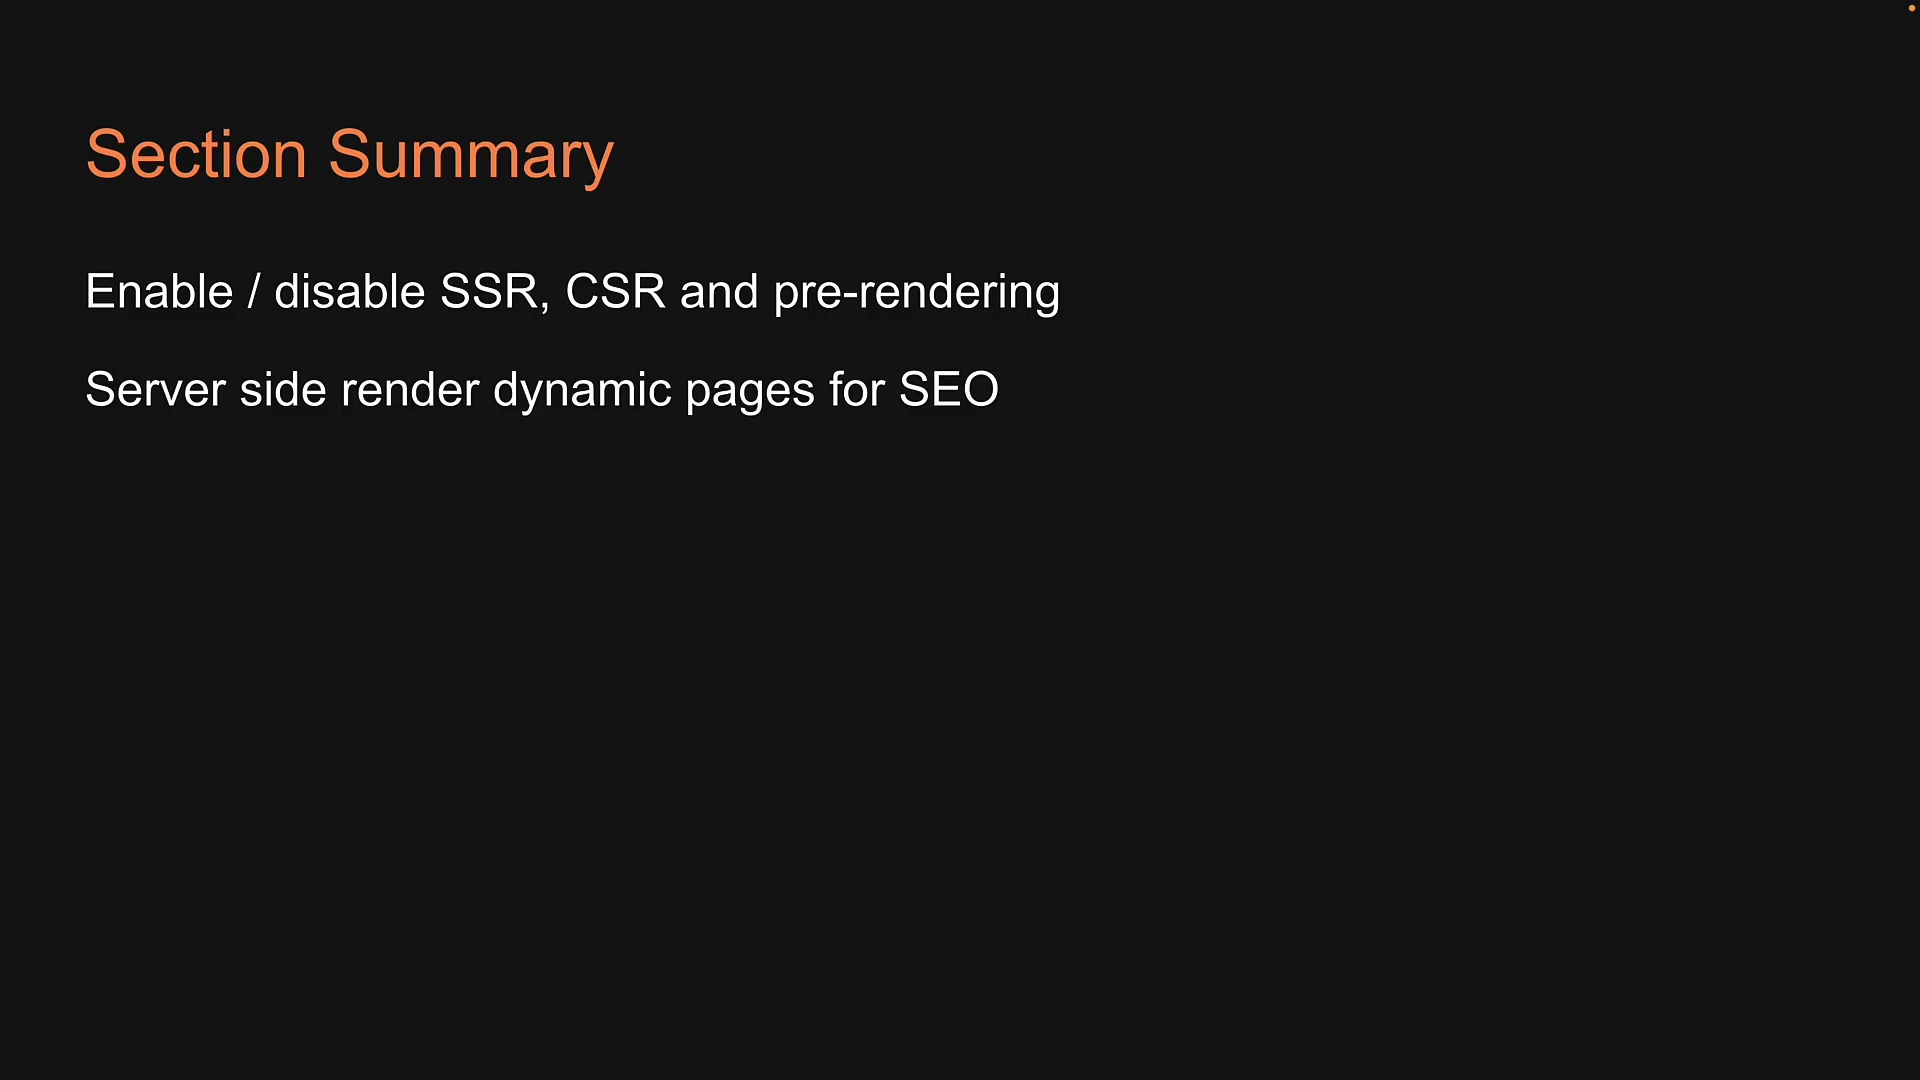 Section Summary
Enable / disable SSR, CSR and pre-rendering
Server side render dynamic pages for SEO